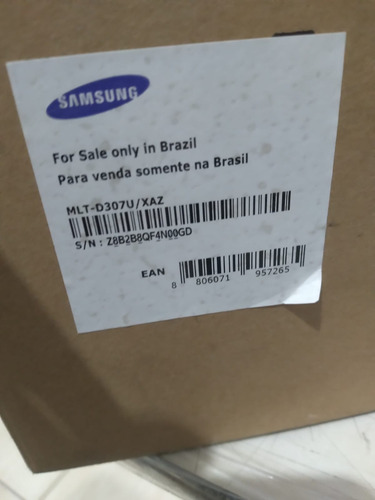 SAMSUNG
For Sale only in Brazil
Para venda somente na Brasil
MLT-D307U/XAZ
S/N : Z8B2B8QF4N00GD
EAN
8 806071 957265